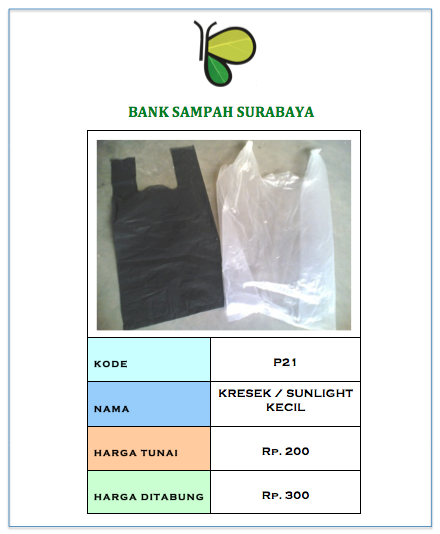 BANK SAMPAH SURABAYA
KODE
P21
NAMA
KRESEK / SUNLIGHT
KECIL
HARGA TUNAI
Rp. 200
HARGA DITABUNG
Rp. 300